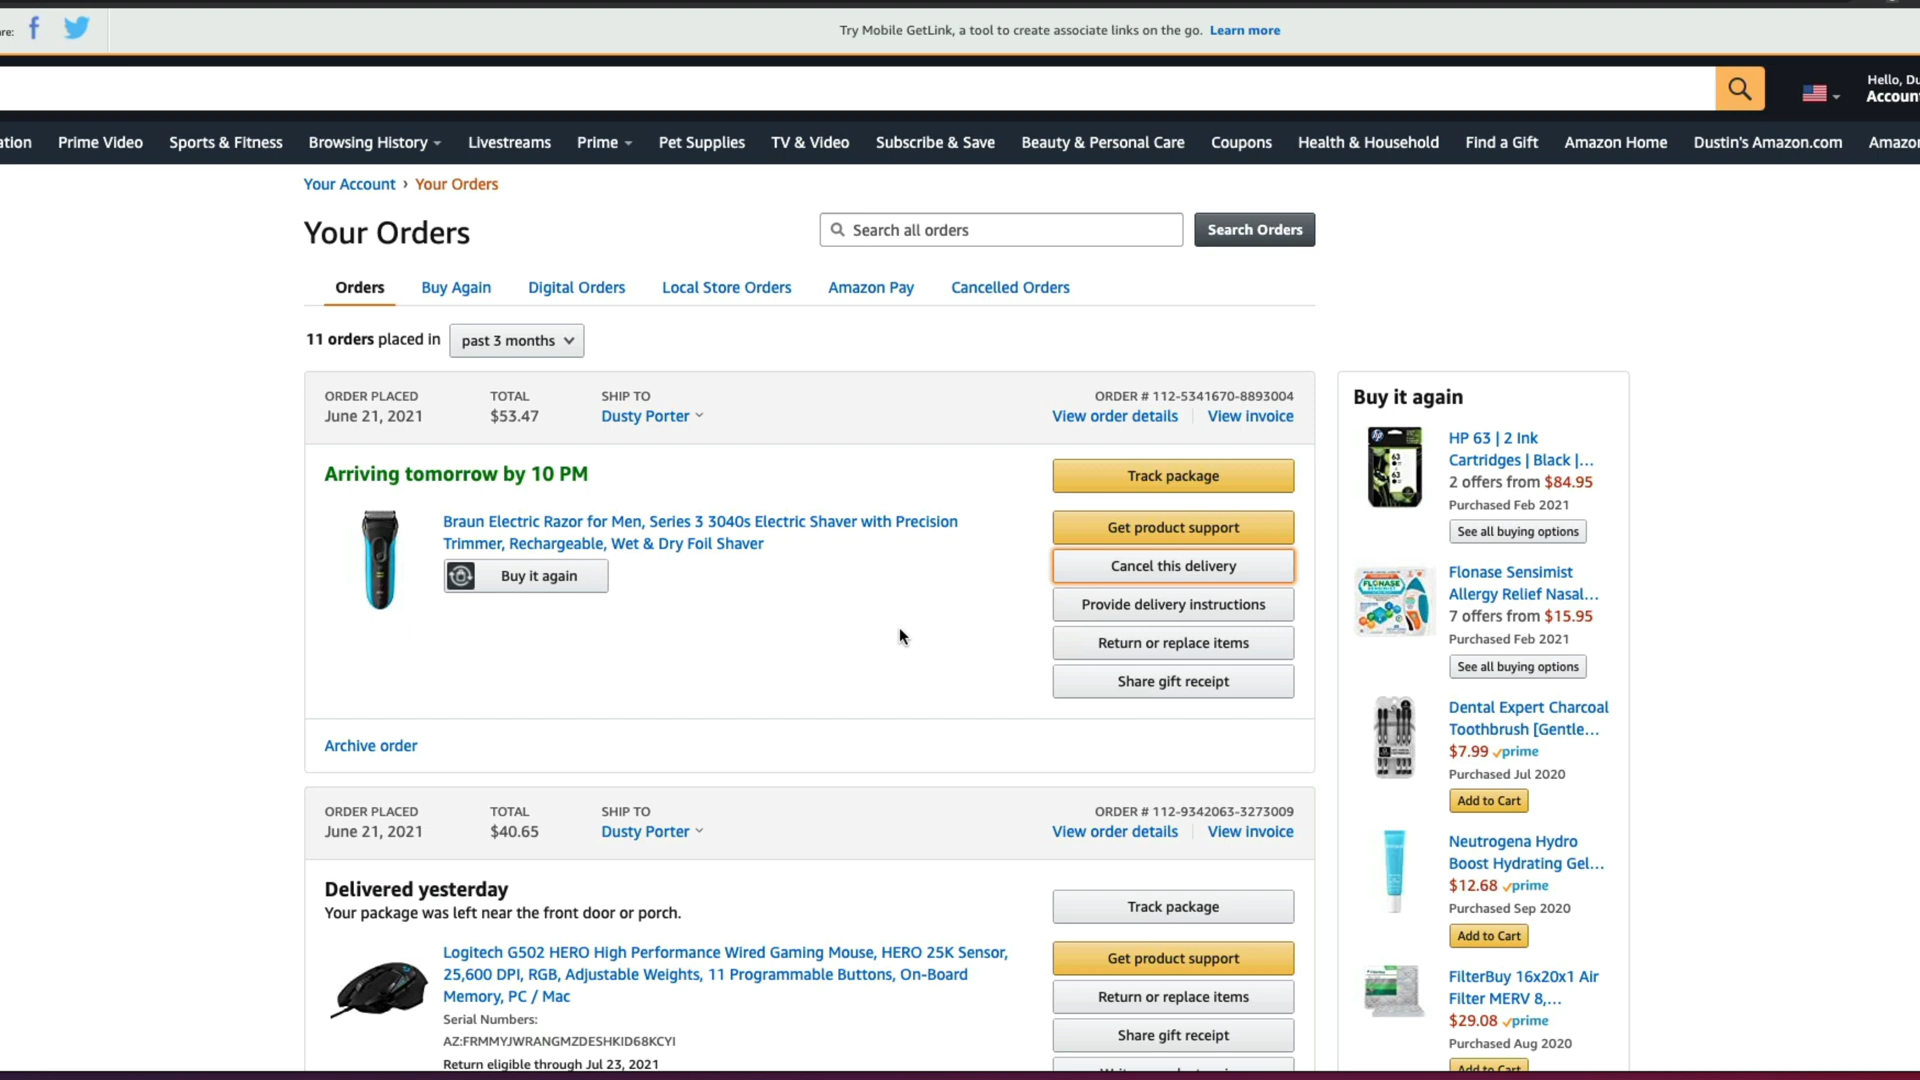 re:
Try Mobile GetLink, a tool to create associate links on the go. Learn more
Hello, Du
Accoun
ation Prime Video Sports & Fitness Browsing History Livestreams Prime Pet Supplies TV & Video Subscribe & Save Beauty & Personal Care Coupons Health & Household Find a Gift Amazon Home Dustin's Amazon.com Amazo
Your Account › Your Orders
Your Orders
Search all orders
Search Orders
Orders Buy Again Digital Orders Local Store Orders Amazon Pay Cancelled Orders
11 orders placed in past 3 months
ORDER PLACED TOTAL SHIP TO ORDER # 112-5341670-8893004
June 21, 2021 $53.47 Dusty Porter View order details View invoice
Arriving tomorrow by 10 PM
Braun Electric Razor for Men, Series 3 3040s Electric Shaver with Precision
Trimmer, Rechargeable, Wet & Dry Foil Shaver
Buy it again
Track package
Get product support
Cancel this delivery
Provide delivery instructions
Return or replace items
Share gift receipt
Archive order
ORDER PLACED TOTAL SHIP TO ORDER # 112-9342063-3273009
June 21, 2021 $40.65 Dusty Porter View order details View invoice
Delivered yesterday
Your package was left near the front door or porch.
Logitech G502 HERO High Performance Wired Gaming Mouse, HERO 25K Sensor,
25,600 DPI, RGB, Adjustable Weights, 11 Programmable Buttons, On-Board
Memory, PC / Mac
Serial Numbers:
AZ:FRMMYJWRANGMZDESHKID68KCYI
Return eligible through Jul 23, 2021
Track package
Get product support
Return or replace items
Share gift receipt
Buy it again
HP 63 | 2 Ink
Cartridges | Black |...
2 offers from $84.95
Purchased Feb 2021
See all buying options
Flonase Sensimist
Allergy Relief Nasal...
7 offers from $15.95
Purchased Feb 2021
See all buying options
Dental Expert Charcoal
Toothbrush [Gentle...
$7.99 prime
Purchased Jul 2020
Add to Cart
Neutrogena Hydro
Boost Hydrating Gel...
$12.68 prime
Purchased Sep 2020
Add to Cart
FilterBuy 16x20x1 Air
Filter MERV 8,...
$29.08 prime
Purchased Aug 2020
Add to Cart